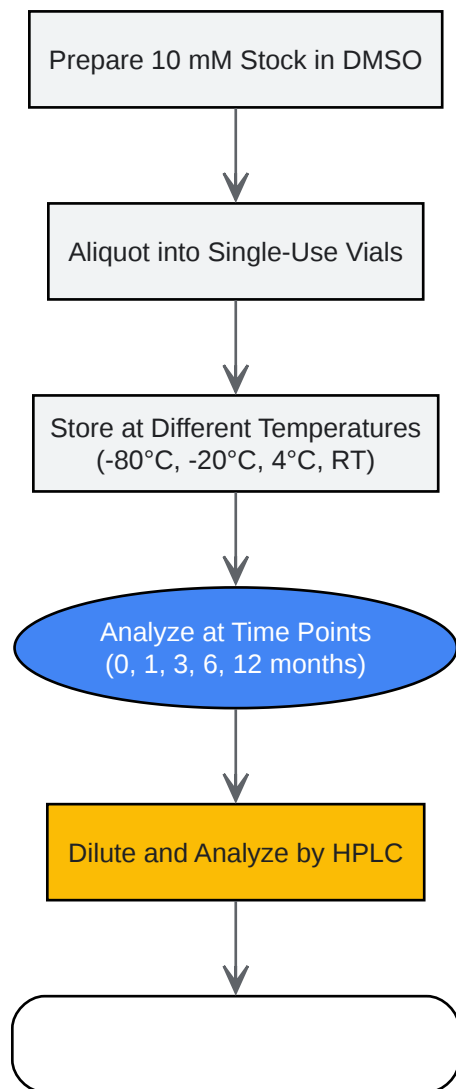 Prepare 10 mM Stock in DMSO
Aliquot into Single-Use Vials
Store at Different Temperatures
(-80°C, -20°C, 4°C, RT)
Analyze at Time Points
(0, 1, 3, 6, 12 months)
Dilute and Analyze by HPLC